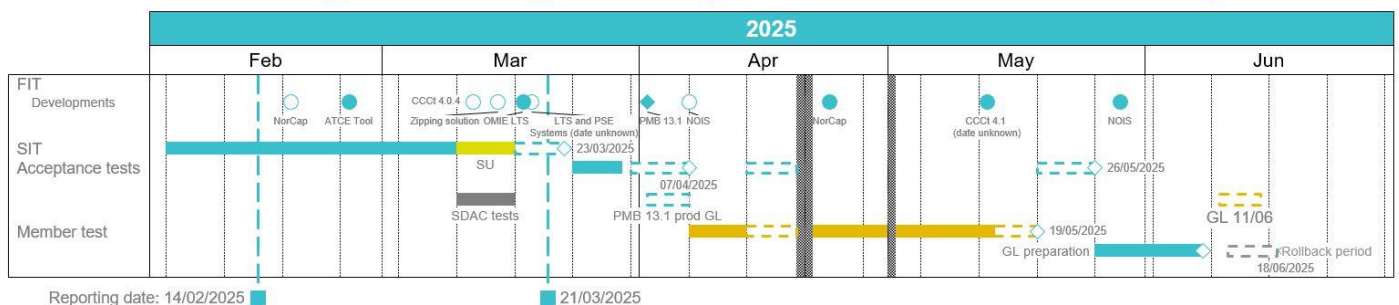 2025
Feb Mar Apr May Jun
FIT
Developments
CCCt 4.0.4
NorCap ATCE Tool Zipping solution OMIE LTS LTS and PSE PMB 13.1 NOIS NorCap CCCt 4.1 NOIS
Systems (date unknown) (date unknown)
SIT
23/03/2025
SU
Acceptance tests
26/05/2025
07/04/2025
SDAC tests
PMB 13.1 prod GL
GL 11/06
Member test
19/05/2025
GL preparation
Rollback period
18/06/2025
Reporting date: 14/02/2025
21/03/2025